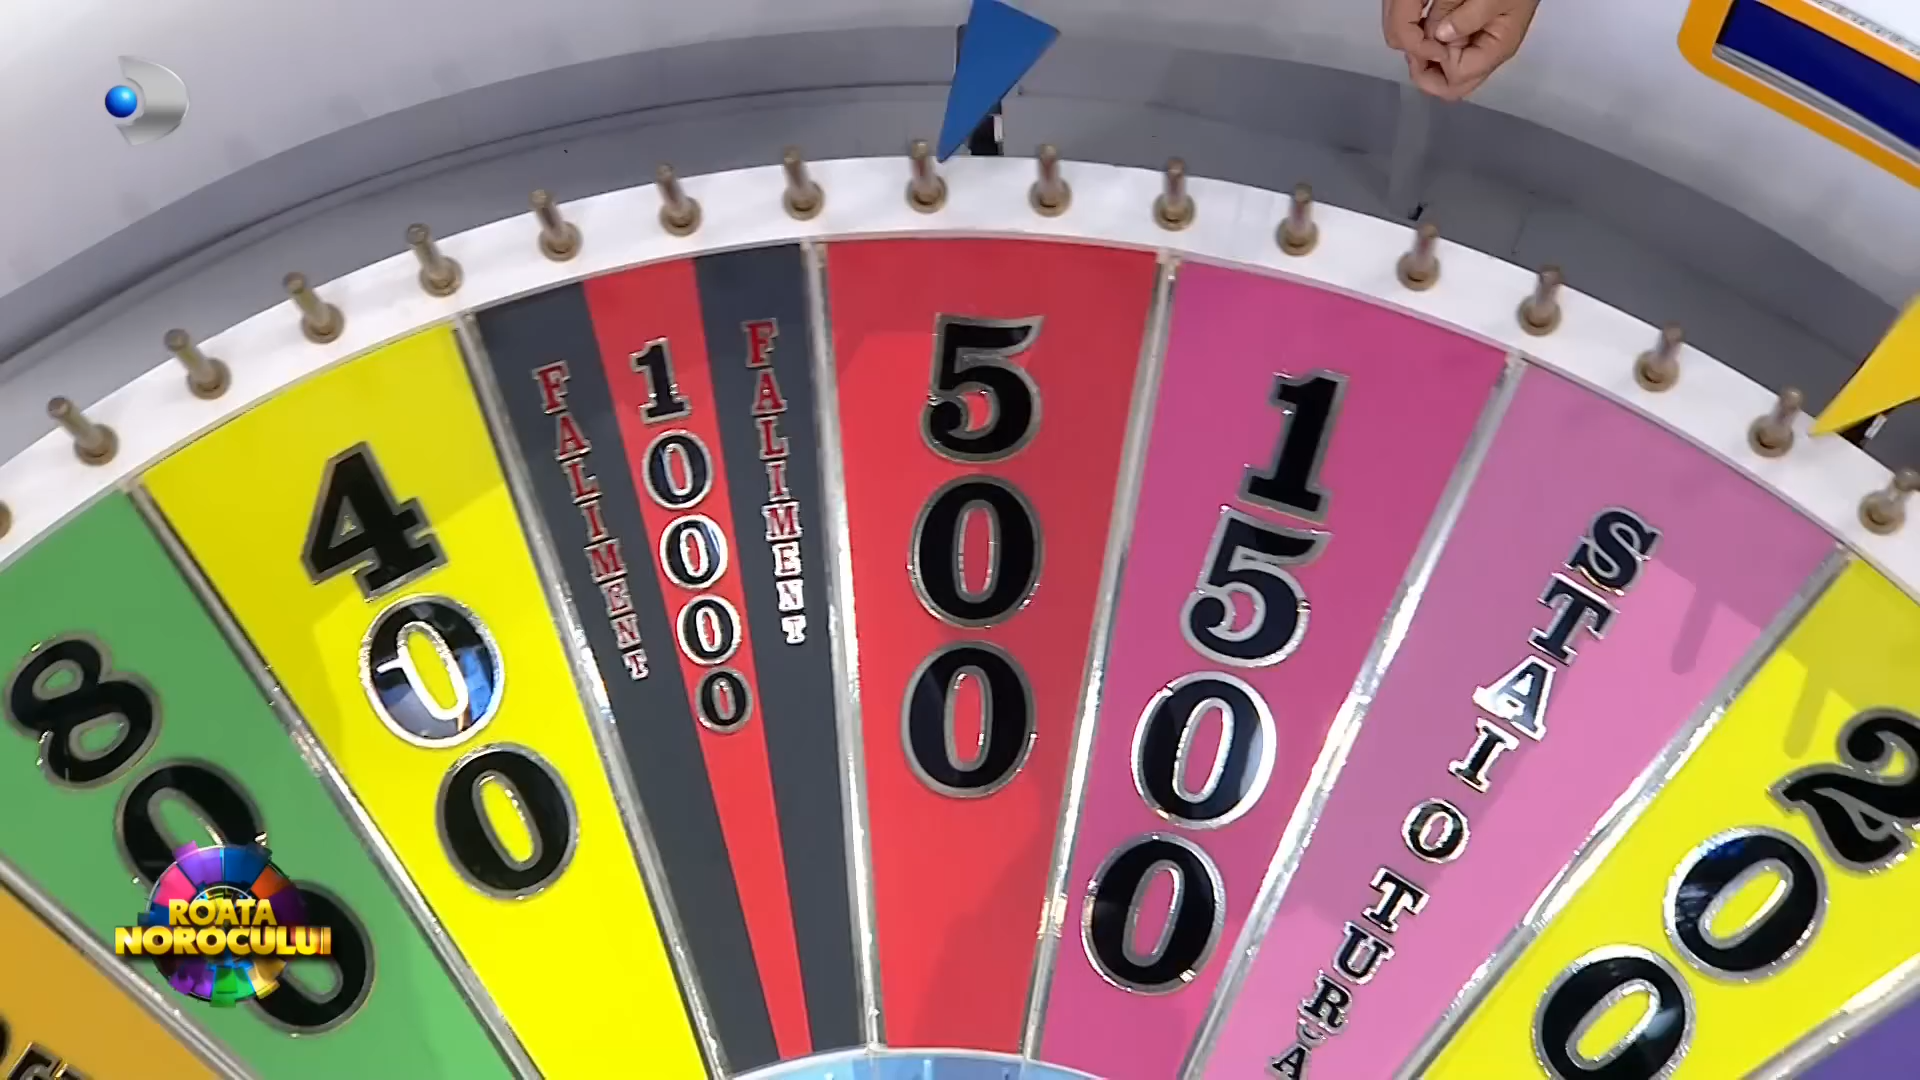 800
400
FALIMENT
10000
FALIMENT
500
1500
STAI O TURĂ
200
ROATA
NOROCULUI